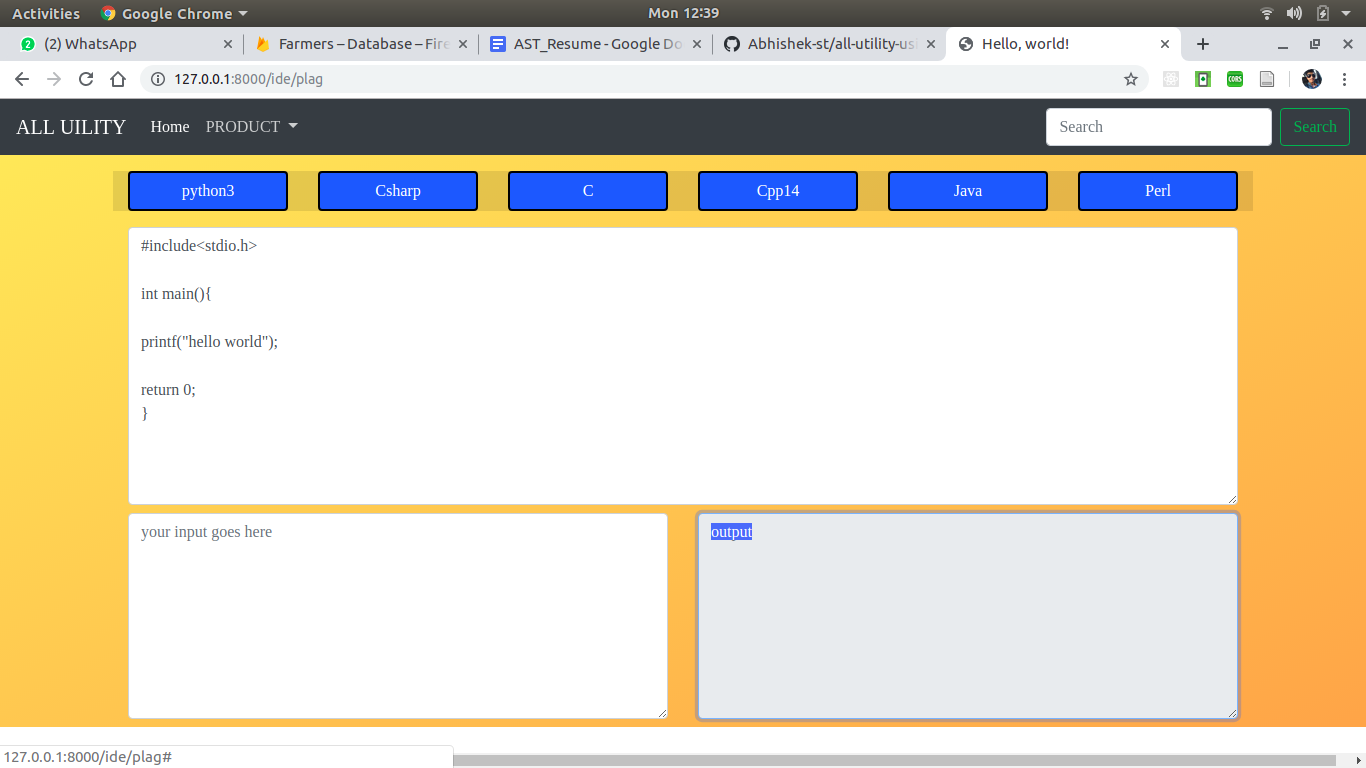 Activities Google Chrome Mon 12:39
(2) WhatsApp Farmers – Database – Fire AST_Resume - Google Do Abhishek-st/all-utility-usi Hello, world!
127.0.0.1:8000/ide/plag CORS
ALL UILITY Home PRODUCT Search Search
python3 Csharp C Cpp14 Java Perl
#include<stdio.h>
int main(){
printf("hello world");
return 0;
}
your input goes here output
127.0.0.1:8000/ide/plag#